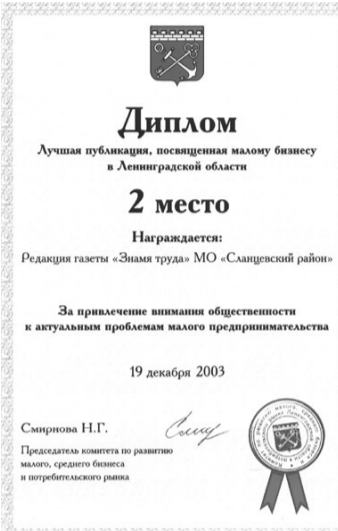 Диплом
Лучшая публикация, посвященная малому бизнесу
в Ленинградской области
2 место
Награждается:
Редакция газеты «Знамя труда» МО «Сланцевский район»
За привлечение внимания общественности
к актуальным проблемам малого предпринимательства
19 декабря 2003
Смирнова Н.Г.
Председатель комитета по развитию
малого, среднего бизнеса
и потребительского рынка